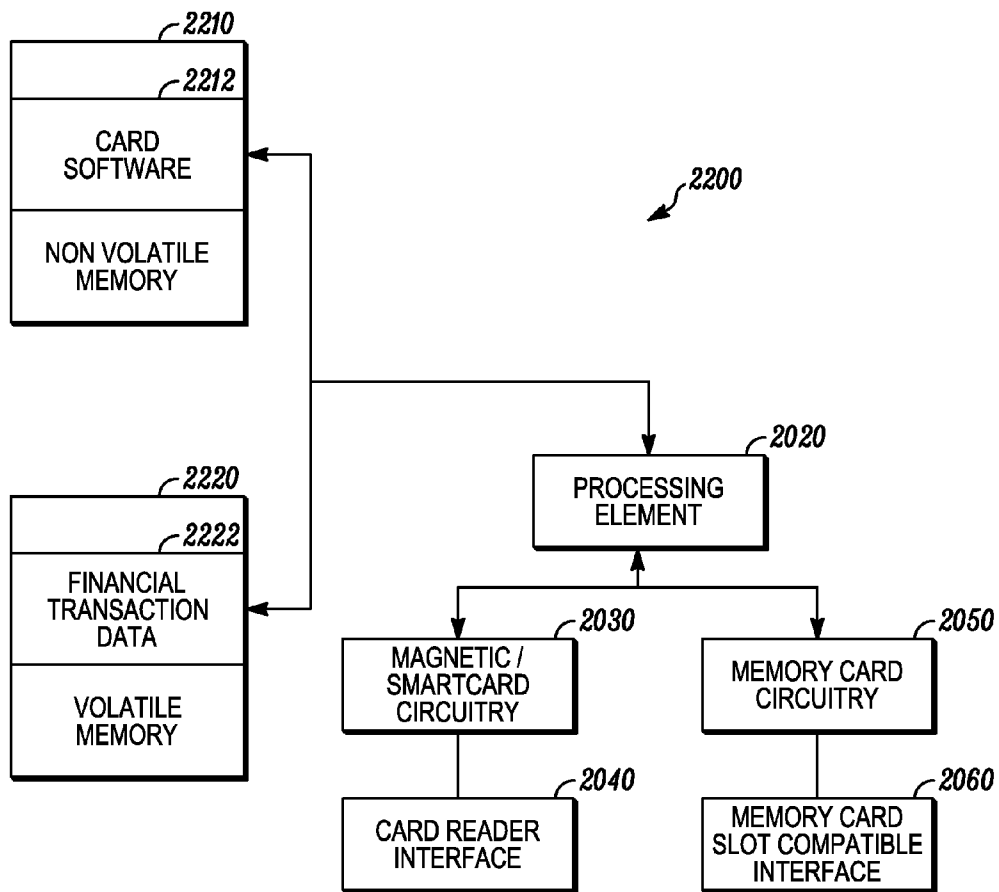 2210
2212
CARD
SOFTWARE
NON VOLATILE
MEMORY
2200
2220
2222
FINANCIAL
TRANSACTION
DATA
VOLATILE
MEMORY
2020
PROCESSING
ELEMENT
2030
MAGNETIC /
SMARTCARD
CIRCUITRY
2050
MEMORY CARD
CIRCUITRY
2040
CARD READER
INTERFACE
2060
MEMORY CARD
SLOT COMPATIBLE
INTERFACE